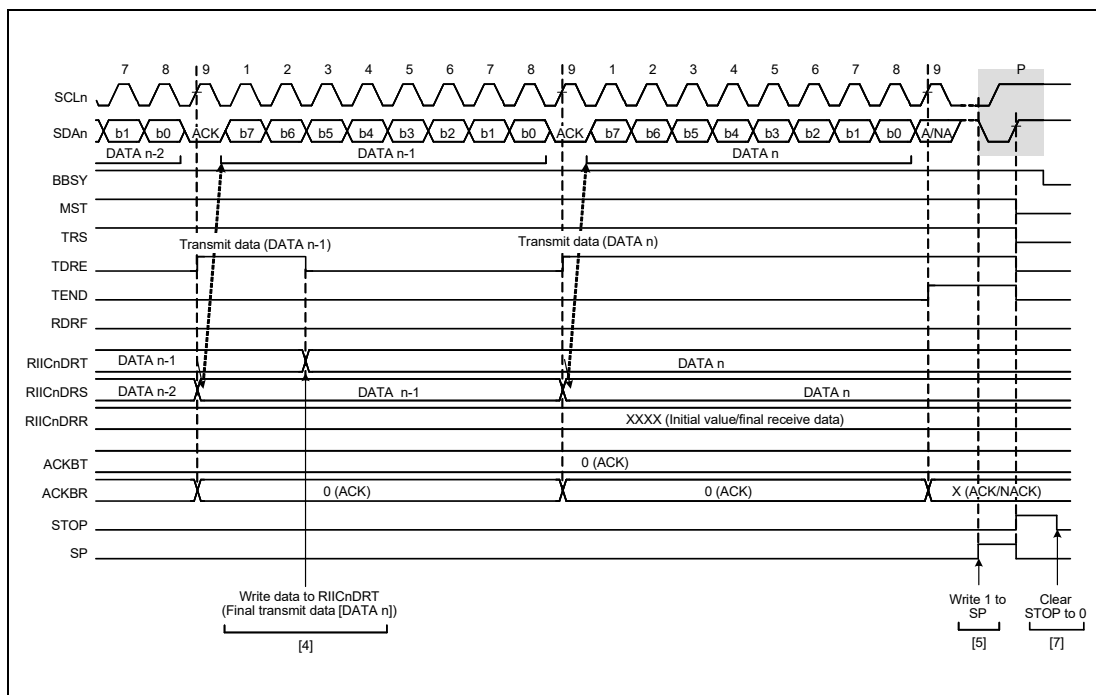 7 8 9 1 2 3 4 5 6 7 8 9 1 2 3 4 5 6 7 8 9 P
SCLn
SDAn b1 b0 ACK b7 b6 b5 b4 b3 b2 b1 b0 ACK b7 b6 b5 b4 b3 b2 b1 b0 A/NA
DATA n-2 DATA n-1 DATA n
BBSY
MST
TRS
Transmit data (DATA n-1) Transmit data (DATA n)
TDRE
TEND
RDRF
RIICnDRT DATA n-1 DATA n
RIICnDRS DATA n-2 DATA n-1 DATA n
RIICnDRR XXXX (Initial value/final receive data)
ACKBT 0 (ACK)
ACKBR 0 (ACK) 0 (ACK) X (ACK/NACK)
STOP
SP
Write data to RIICnDRT
(Final transmit data [DATA n])
[4]
Write 1 to
SP
[5]
Clear
STOP to 0
[7]